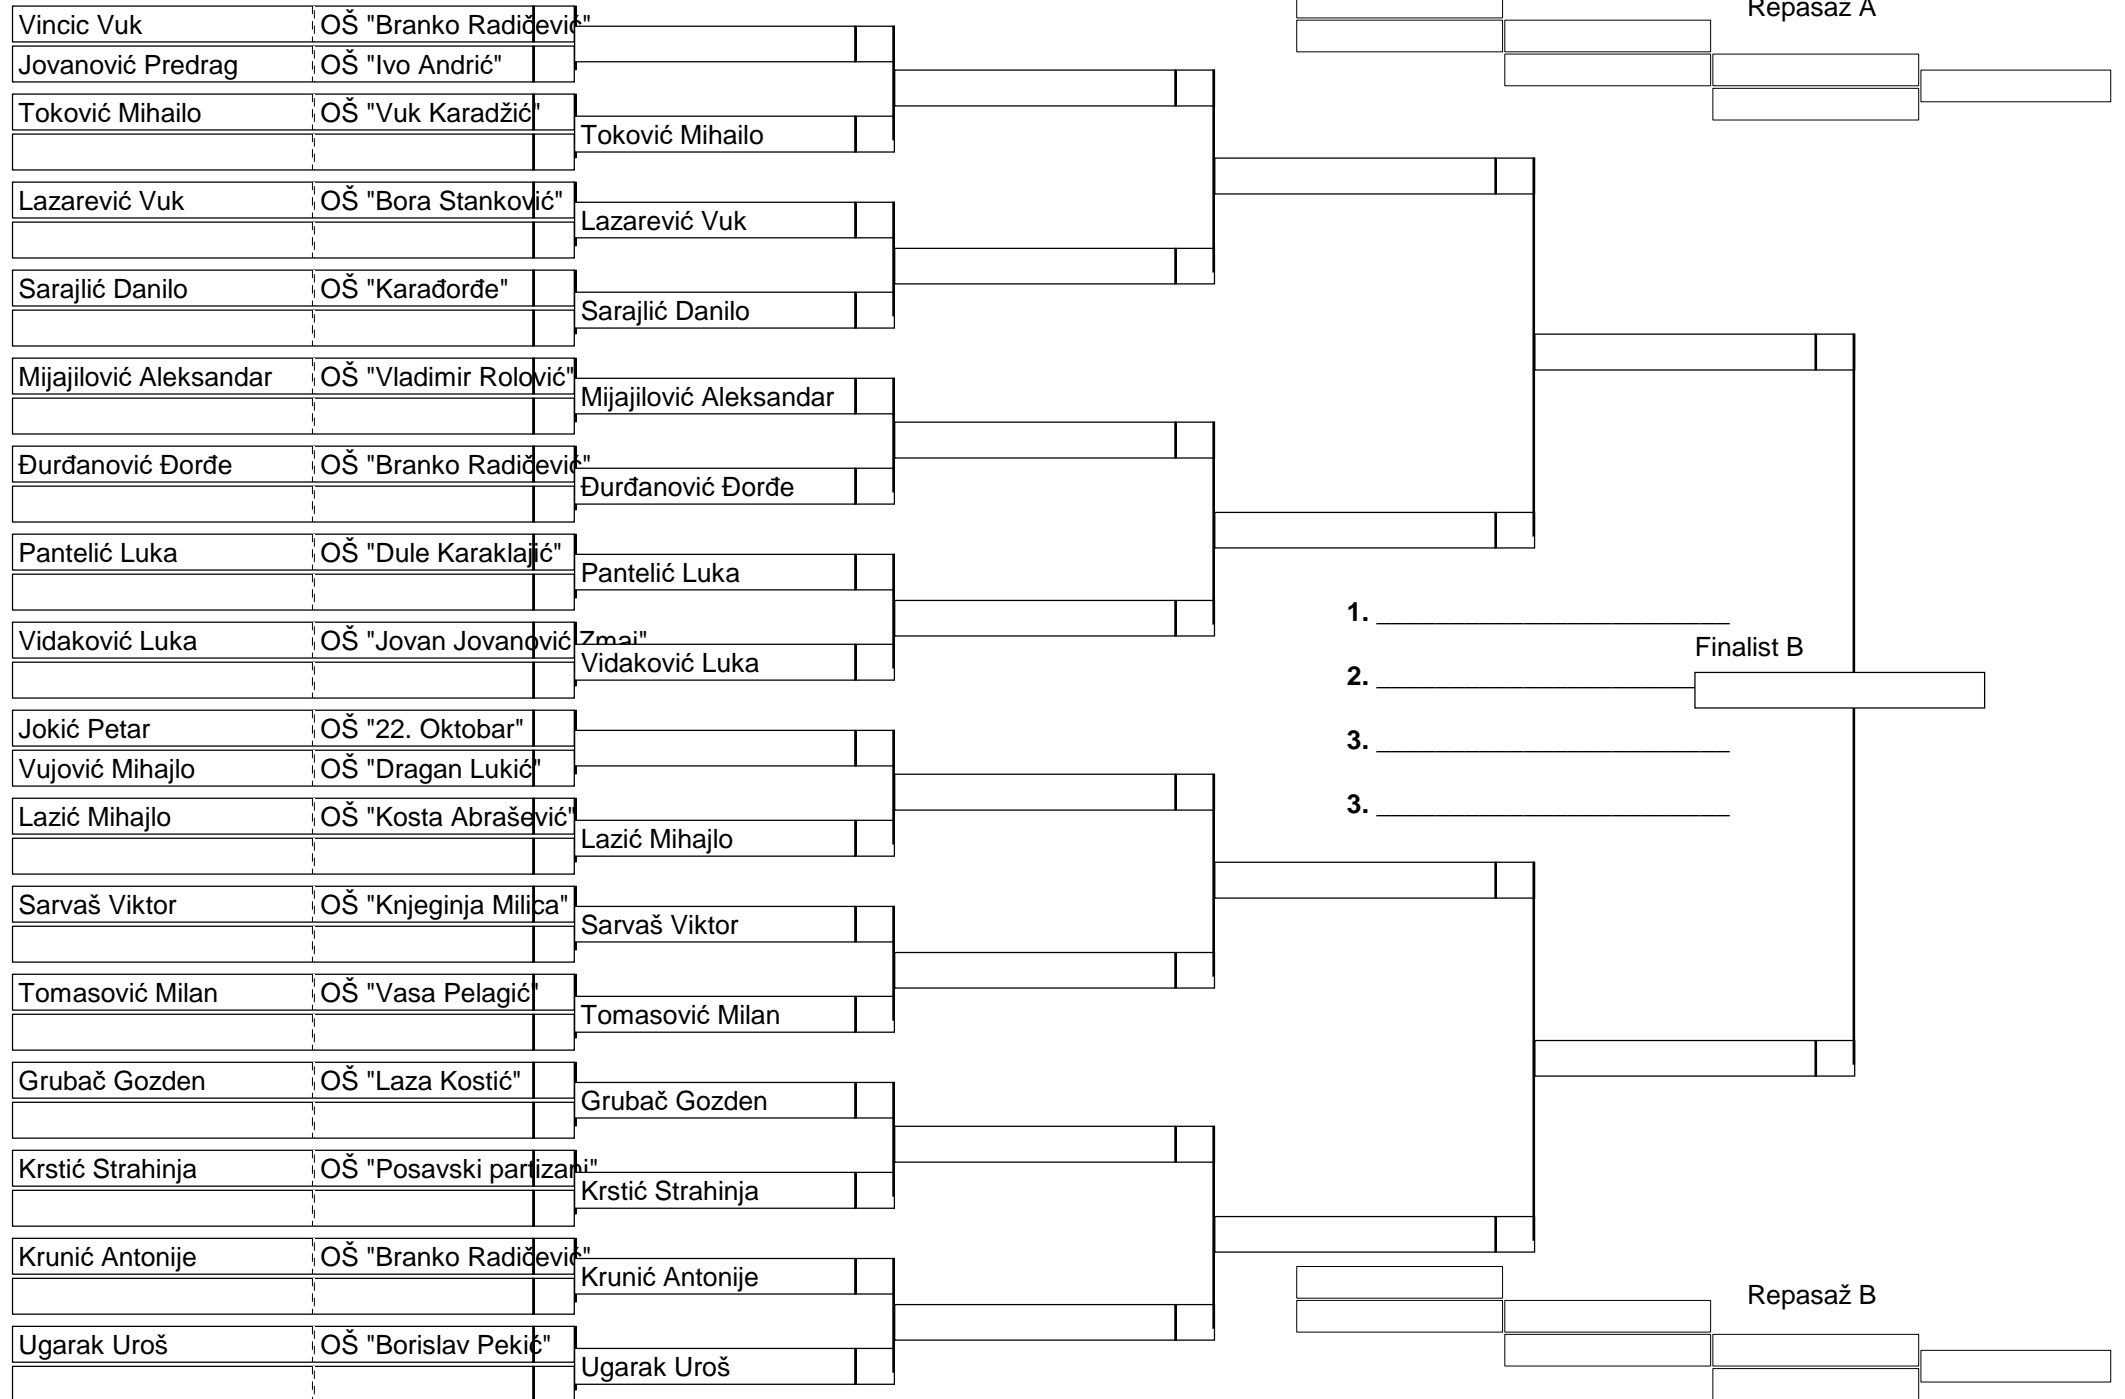 Vincic Vuk OŠ "Branko Radičević"
Repasaž A
Jovanović Predrag OŠ "Ivo Andrić"
Toković Mihailo OŠ "Vuk Karadžić"
Toković Mihailo
Lazarević Vuk OŠ "Bora Stanković"
Lazarević Vuk
Sarajlić Danilo OŠ "Karađorđe"
Sarajlić Danilo
Mijajilović Aleksandar OŠ "Vladimir Rolović"
Mijajilović Aleksandar
Đurđanović Đorđe OŠ "Branko Radičević"
Đurđanović Đorđe
Pantelić Luka OŠ "Dule Karaklajić"
Pantelić Luka
1. ________________________
Vidaković Luka OŠ "Jovan Jovanović Zmaj"
Finalist B
Vidaković Luka
2. ________________________
Jokić Petar OŠ "22. Oktobar"
3. ________________________
Vujović Mihajlo OŠ "Dragan Lukić"
3. ________________________
Lazić Mihajlo OŠ "Kosta Abrašević"
Lazić Mihajlo
Sarvaš Viktor OŠ "Knjeginja Milica"
Sarvaš Viktor
Tomasović Milan OŠ "Vasa Pelagić"
Tomasović Milan
Grubač Gozden OŠ "Laza Kostić"
Grubač Gozden
Krstić Strahinja OŠ "Posavski partizani"
Krstić Strahinja
Krunić Antonije OŠ "Branko Radičević"
Krunić Antonije
Repasaž B
Ugarak Uroš OŠ "Borislav Pekić"
Ugarak Uroš